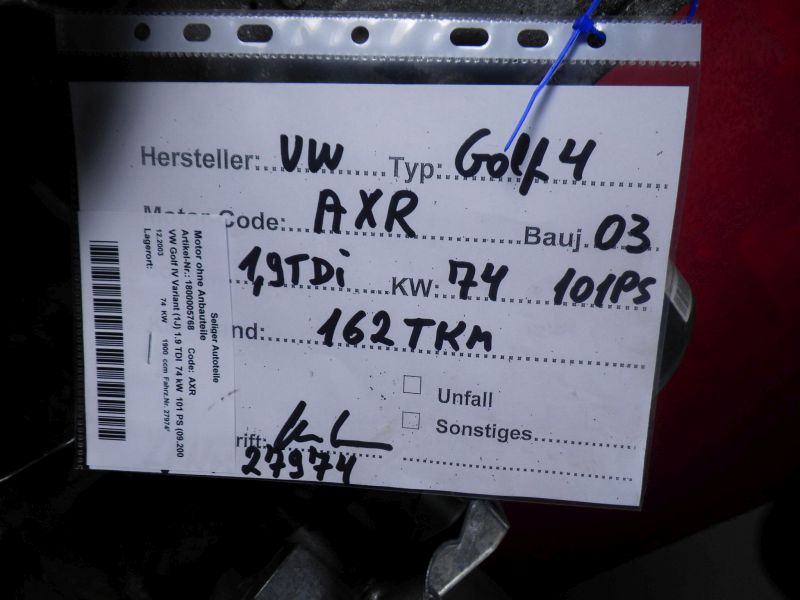 Hersteller: VW Typ: Golf 4
Motor Code: AXR Bauj. 03
1,9TDi KW: 74 101PS
nd: 162TKm
Unfall
Sonstiges
rift:
27974
Seliger Autoteile
Motor ohne Anbauteile
Artikel-Nr.: 1800005768 Code: AXR
VW Golf IV Variant (1J) 1.9 TDI 74 kW 101 PS (09.200
12.2003 74 KW 1900 ccm Fahrz.Nr. 27974
Lagerort: